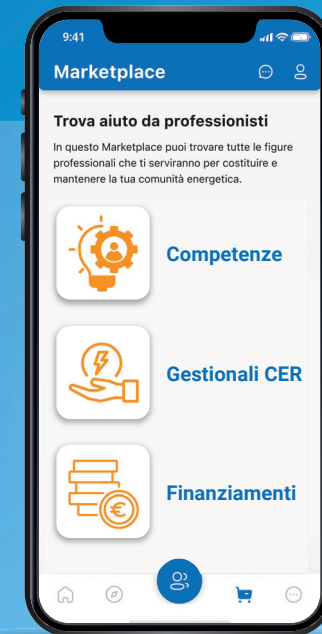 9:41
Marketplace
Trova aiuto da professionisti
In questo Marketplace puoi trovare tutte le figure
professionali che ti serviranno per costituire e
mantenere la tua comunità energetica.
Competenze
Gestionali CER
€
Finanziamenti